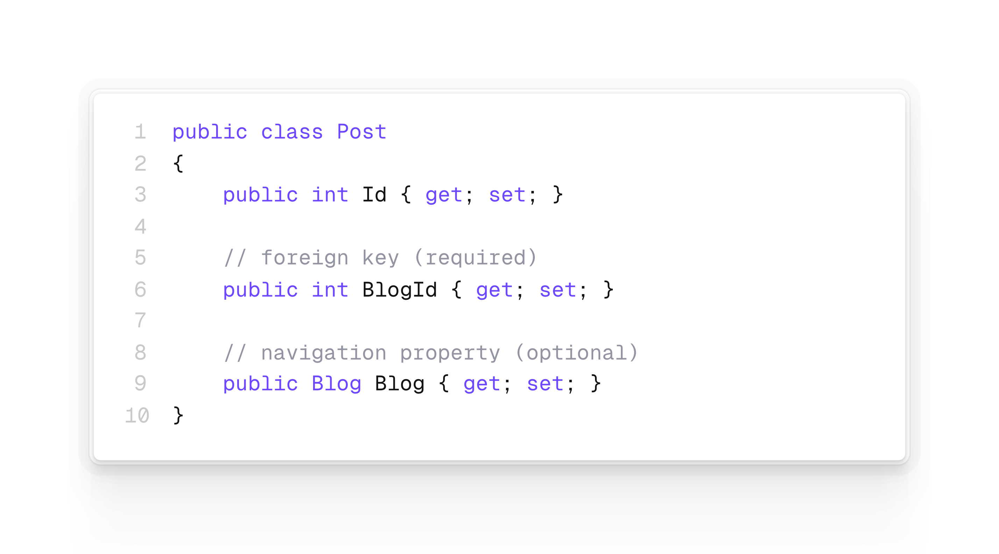 1 public class Post
2 {
3     public int Id { get; set; }
4
5     // foreign key (required)
6     public int BlogId { get; set; }
7
8     // navigation property (optional)
9     public Blog Blog { get; set; }
10 }